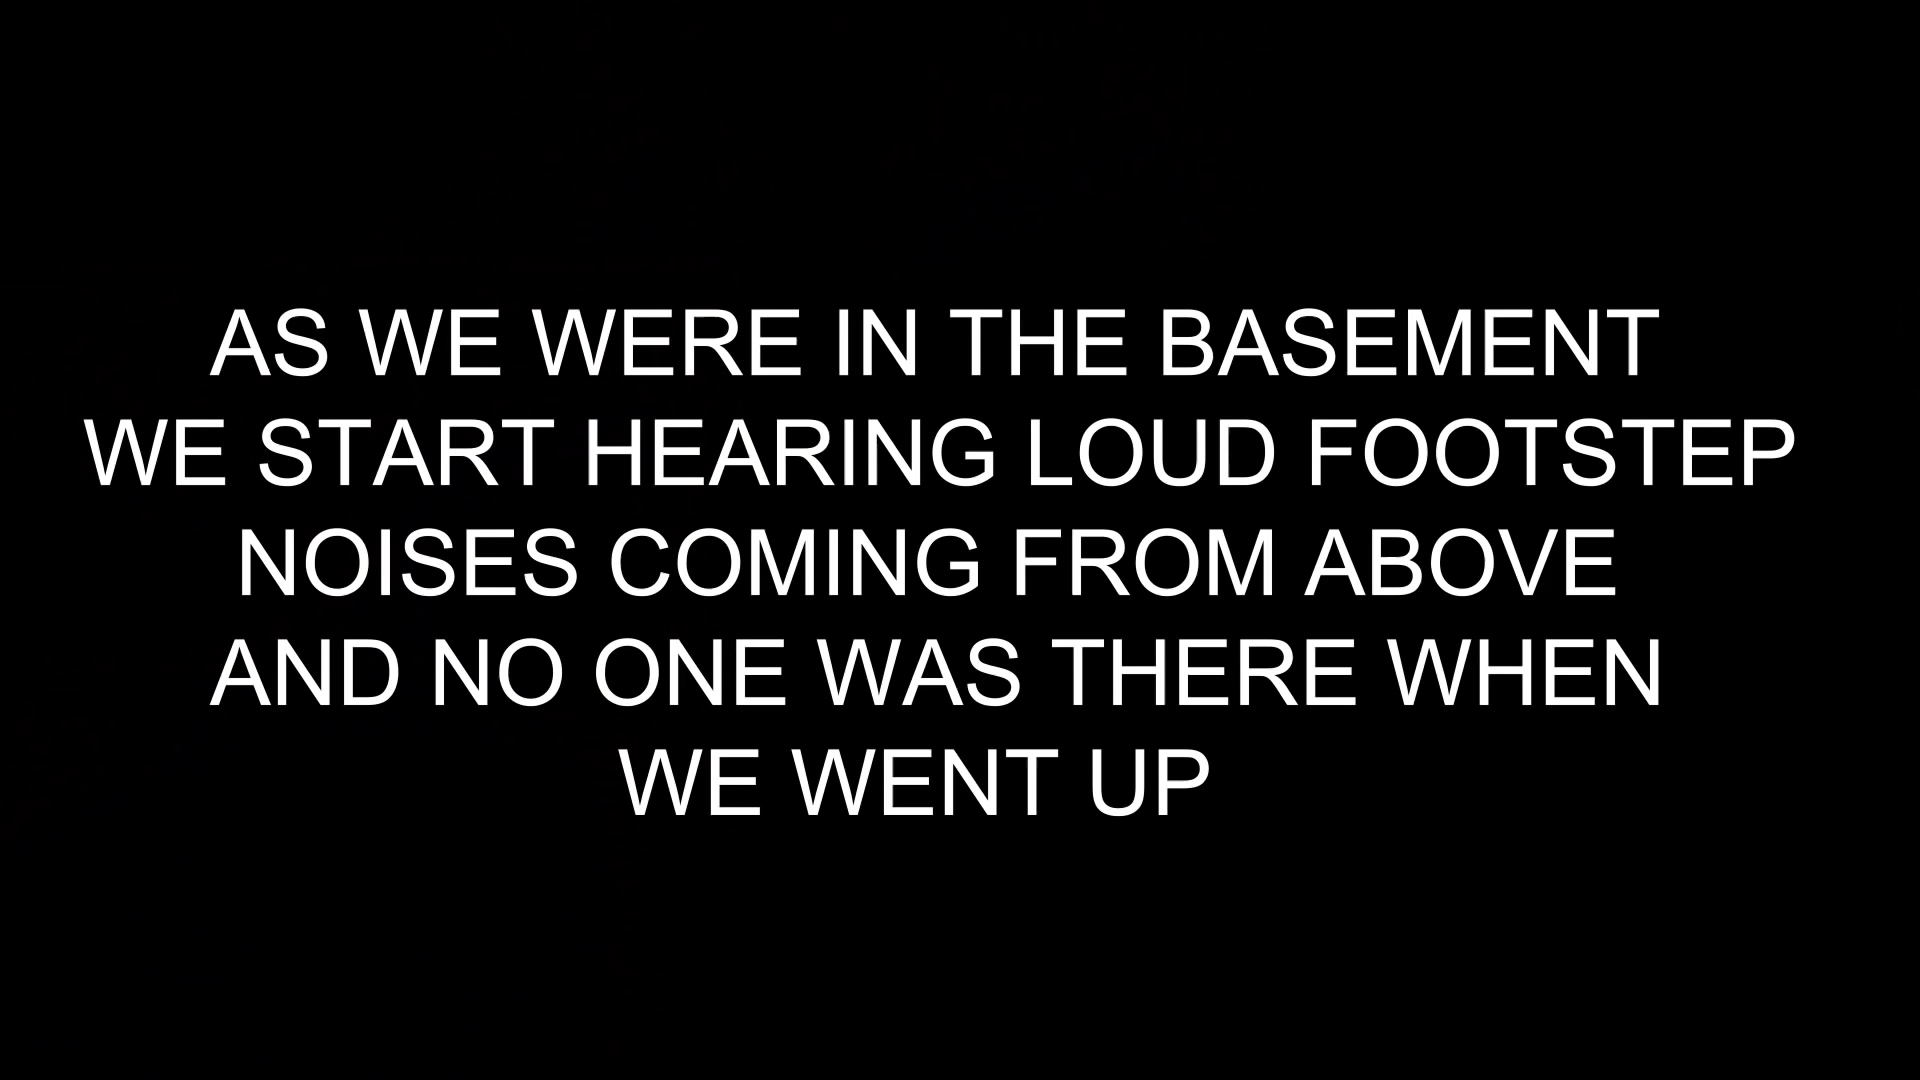 AS WE WERE IN THE BASEMENT
WE START HEARING LOUD FOOTSTEP
NOISES COMING FROM ABOVE
AND NO ONE WAS THERE WHEN
WE WENT UP